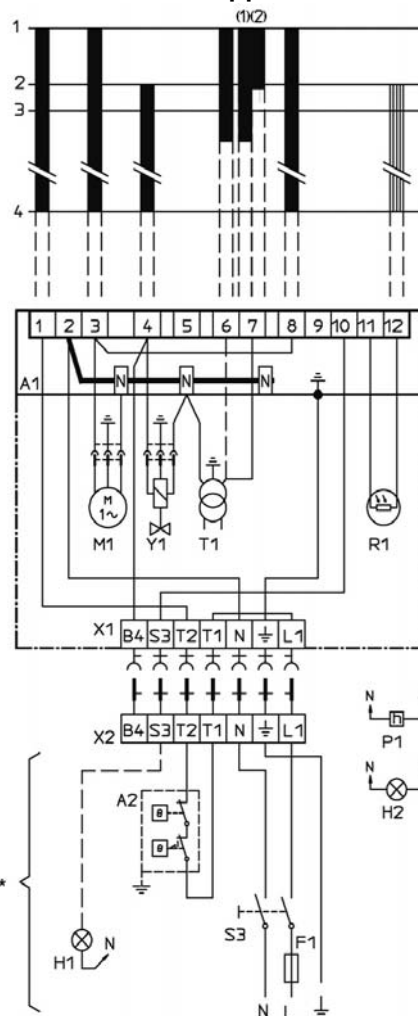 (1)(2)
1
2
3
4
1 2 3 4 5 6 7 8 9 10 11 12
A1 N N N
M
1~
M1 Y1 T1 R1
X1 B4 S3 T2 T1 N L1
X2 B4 S3 T2 T1 N L1
N
P1
A2
N
H2
θ
θ
*
S3
F1
H1 N
N L